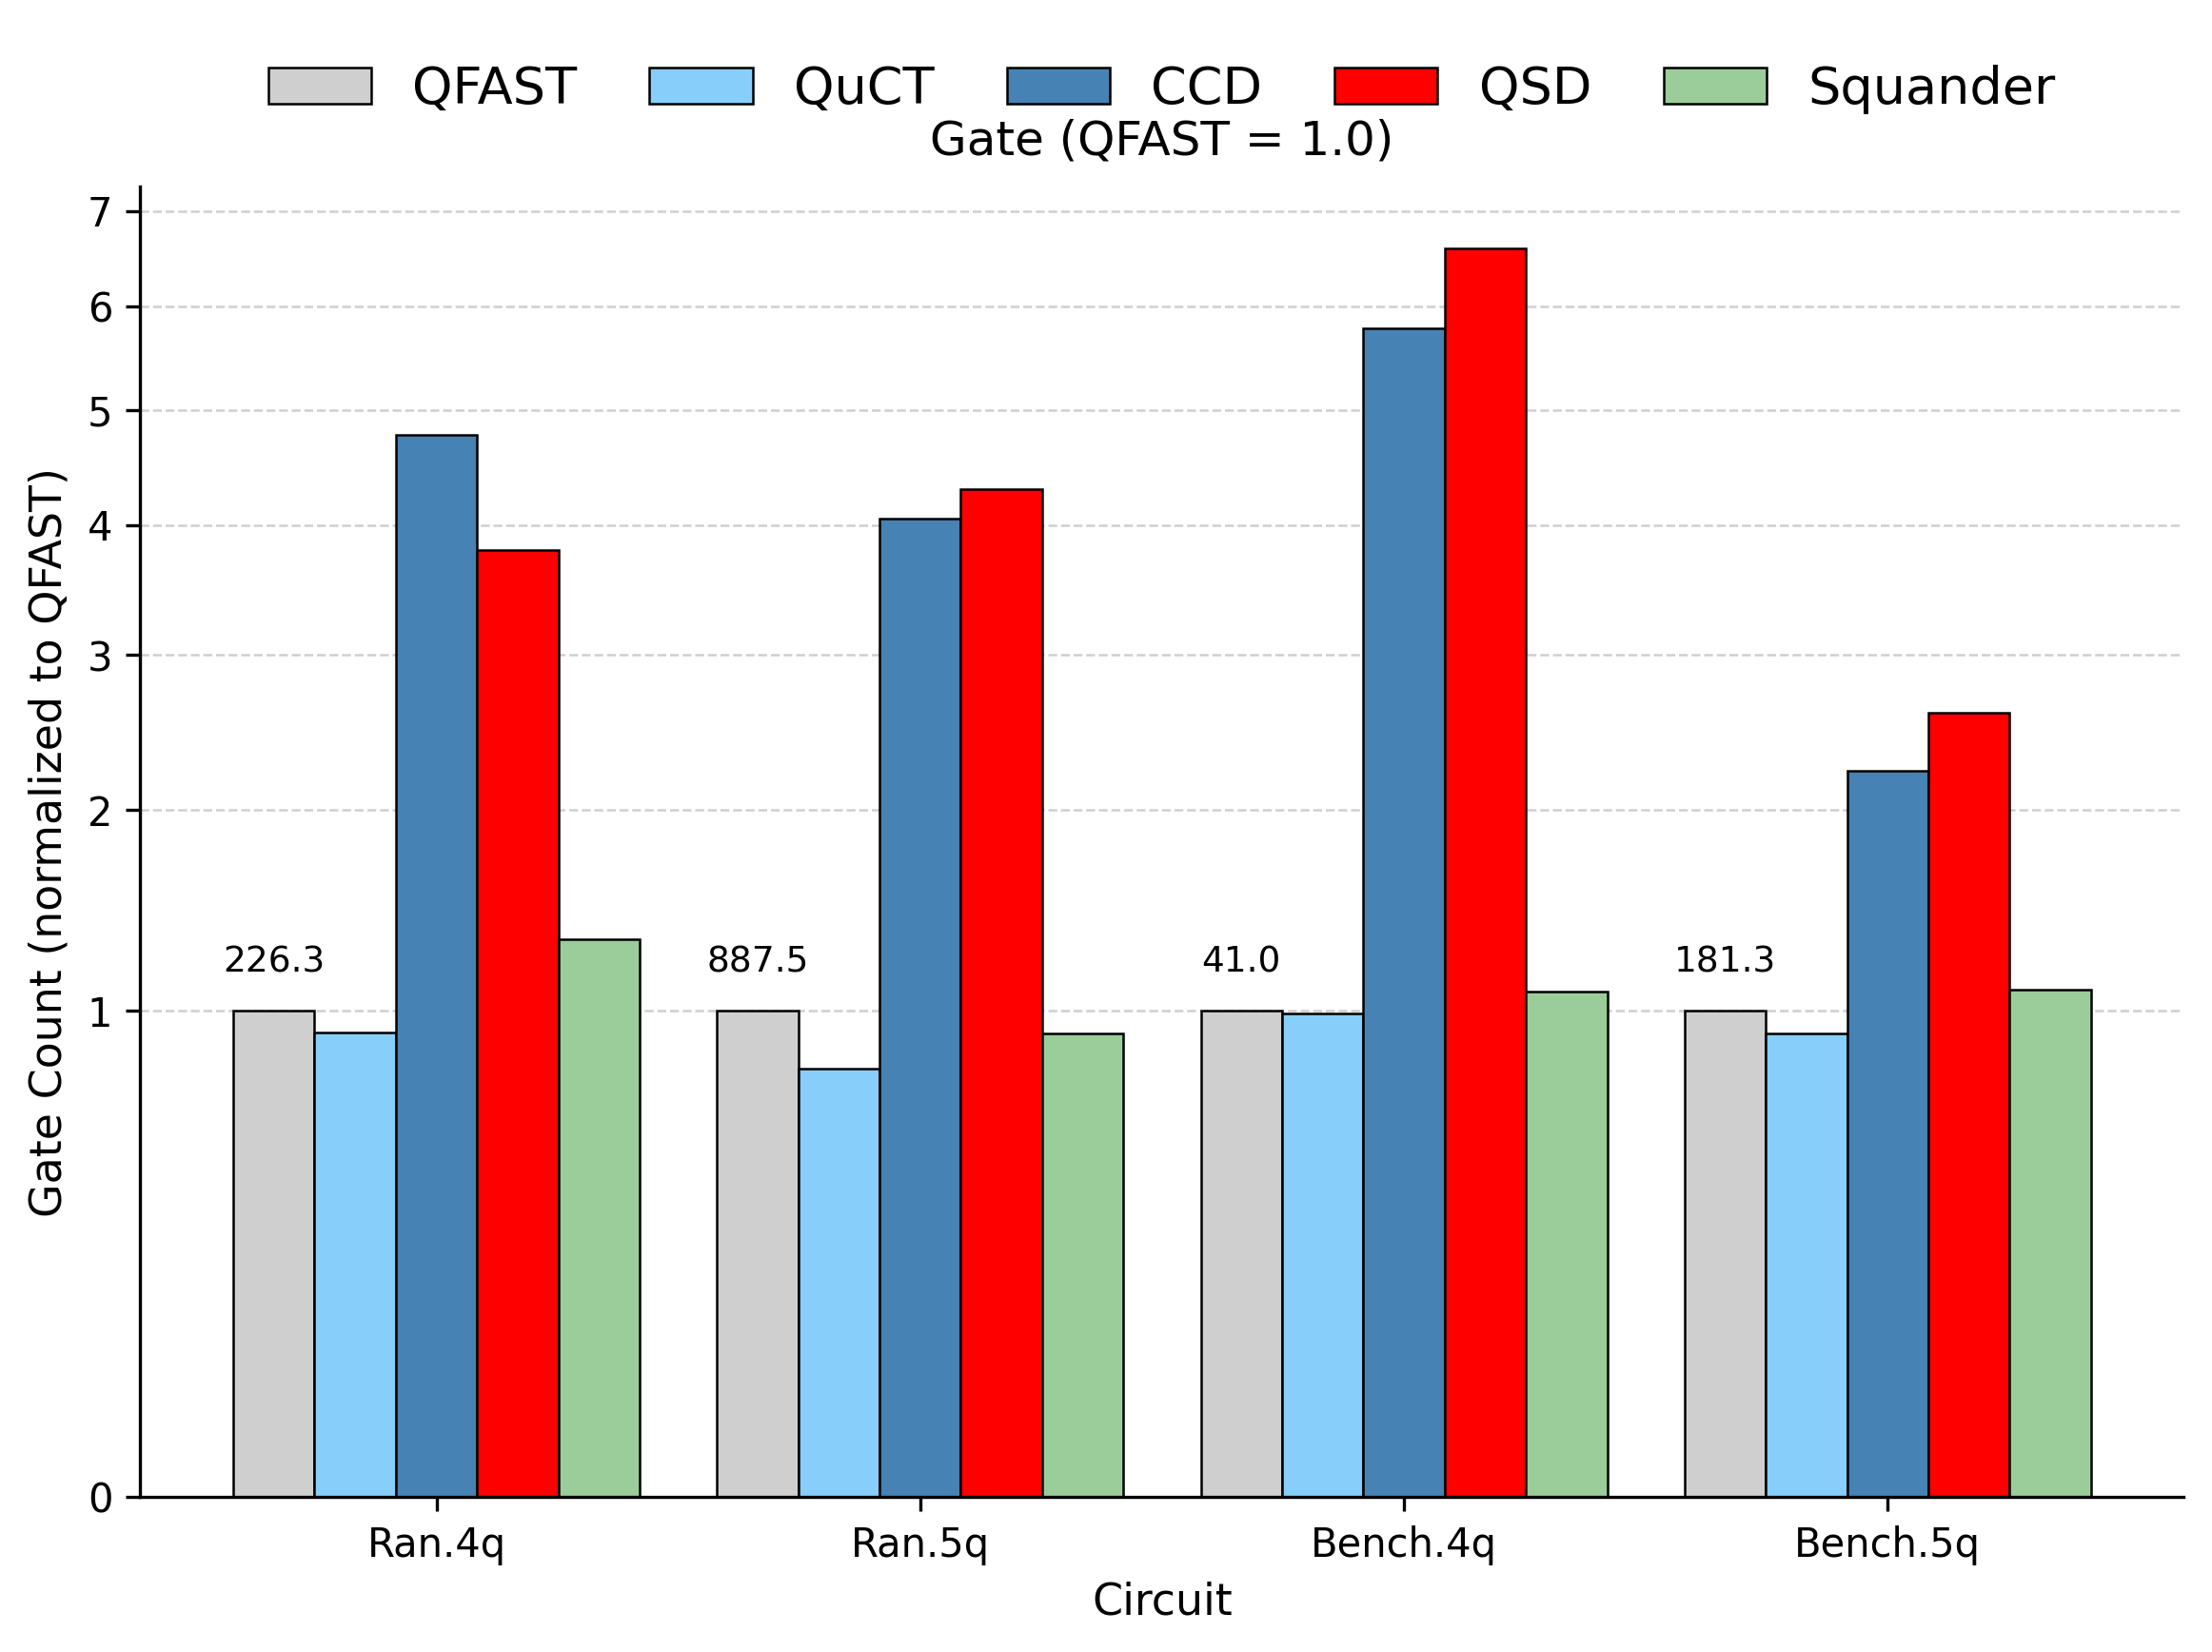 QFAST QuCT CCD QSD Squander
Gate (QFAST = 1.0)
Gate Count (normalized to QFAST)
7
6
5
4
3
2
1
0
226.3 887.5 41.0 181.3
Ran.4q Ran.5q Bench.4q Bench.5q
Circuit